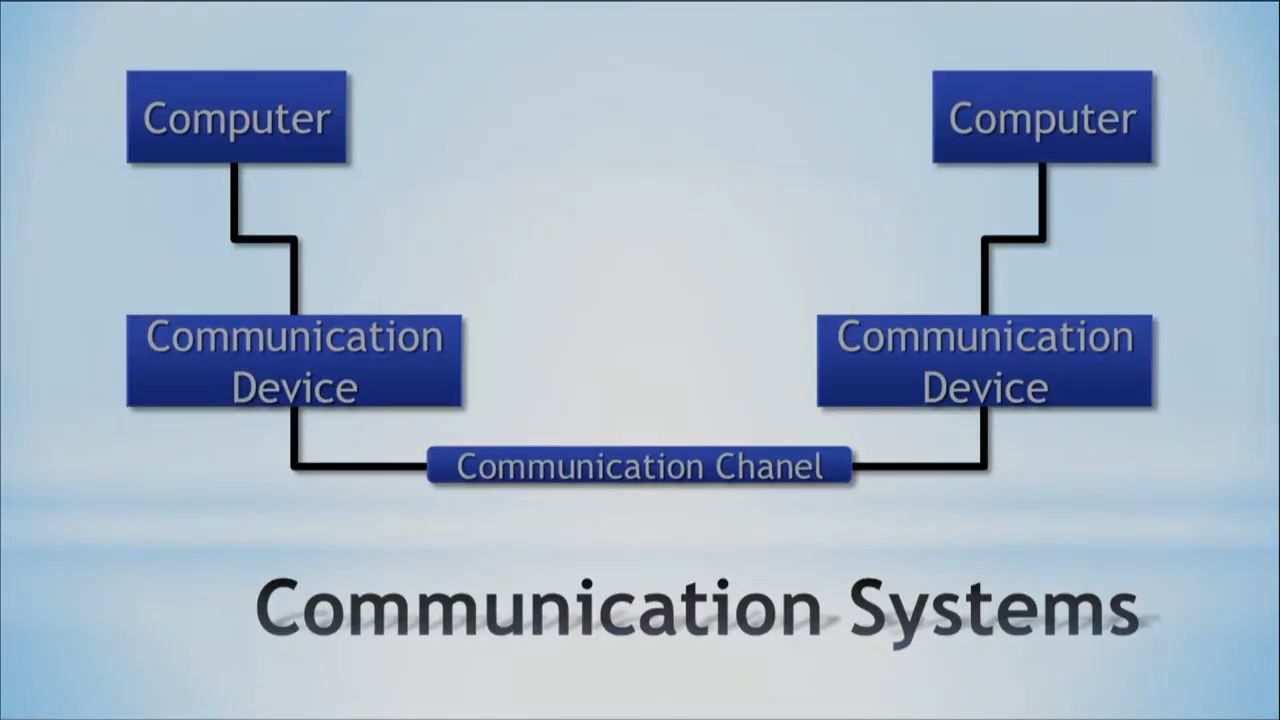 Computer
Computer
Communication
Device
Communication
Device
Communication Chanel
Communication Systems